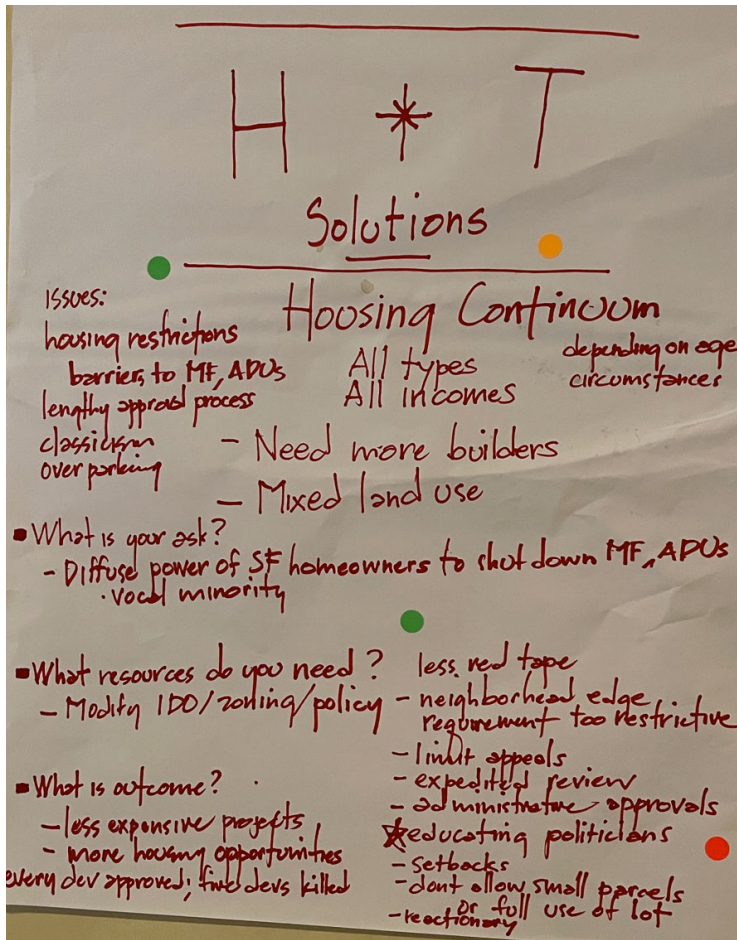 H * T
Solutions
issues:
housing restrictions
barriers to MF, ADUs
lengthy approval process
classicism
over parking
Housing Continuum
All types
All incomes
depending on age
circumstances
- Need more builders
- Mixed land use
▪ What is your ask?
- Diffuse power of SF homeowners to shut down MF, ADUs
· vocal minority
▪ What resources do you need?
- Modify IDO/zoning/policy
less red tape
- neighborhead edge
requirement too restrictive
- limit appeals
- expedited review
- administrative approvals
★ educating politicians
- setbacks
- dont allow small parcels
or full use of lot
- reactionary
▪ What is outcome?
- less expensive projects
- more housing opportunities
every dev approved; five devs killed